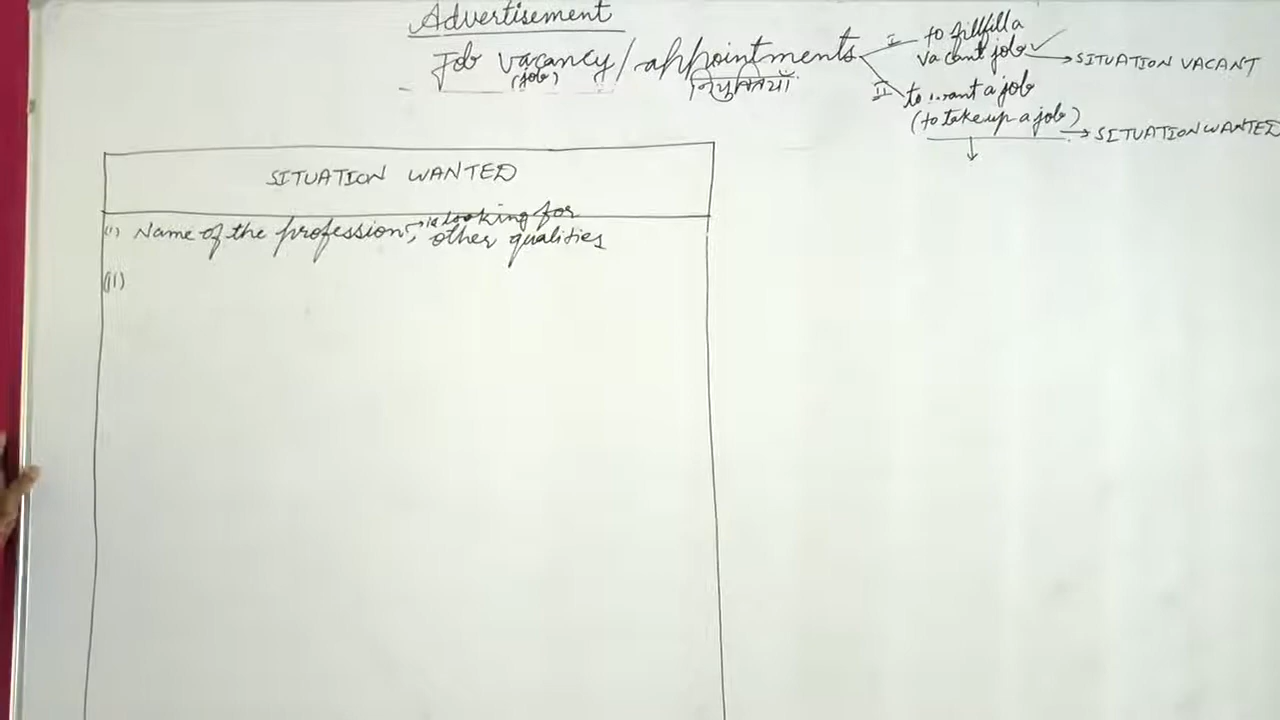 Advertisement
Job vacancy / appointments
(job)
नियुक्तियाँ
I to fillfill a
vacant job ✓ → SITUATION VACANT
II to want a job
(to take up a job) → SITUATION WANTED
SITUATION WANTED
(i) Name of the profession, → is looking for
other qualities
(ii)